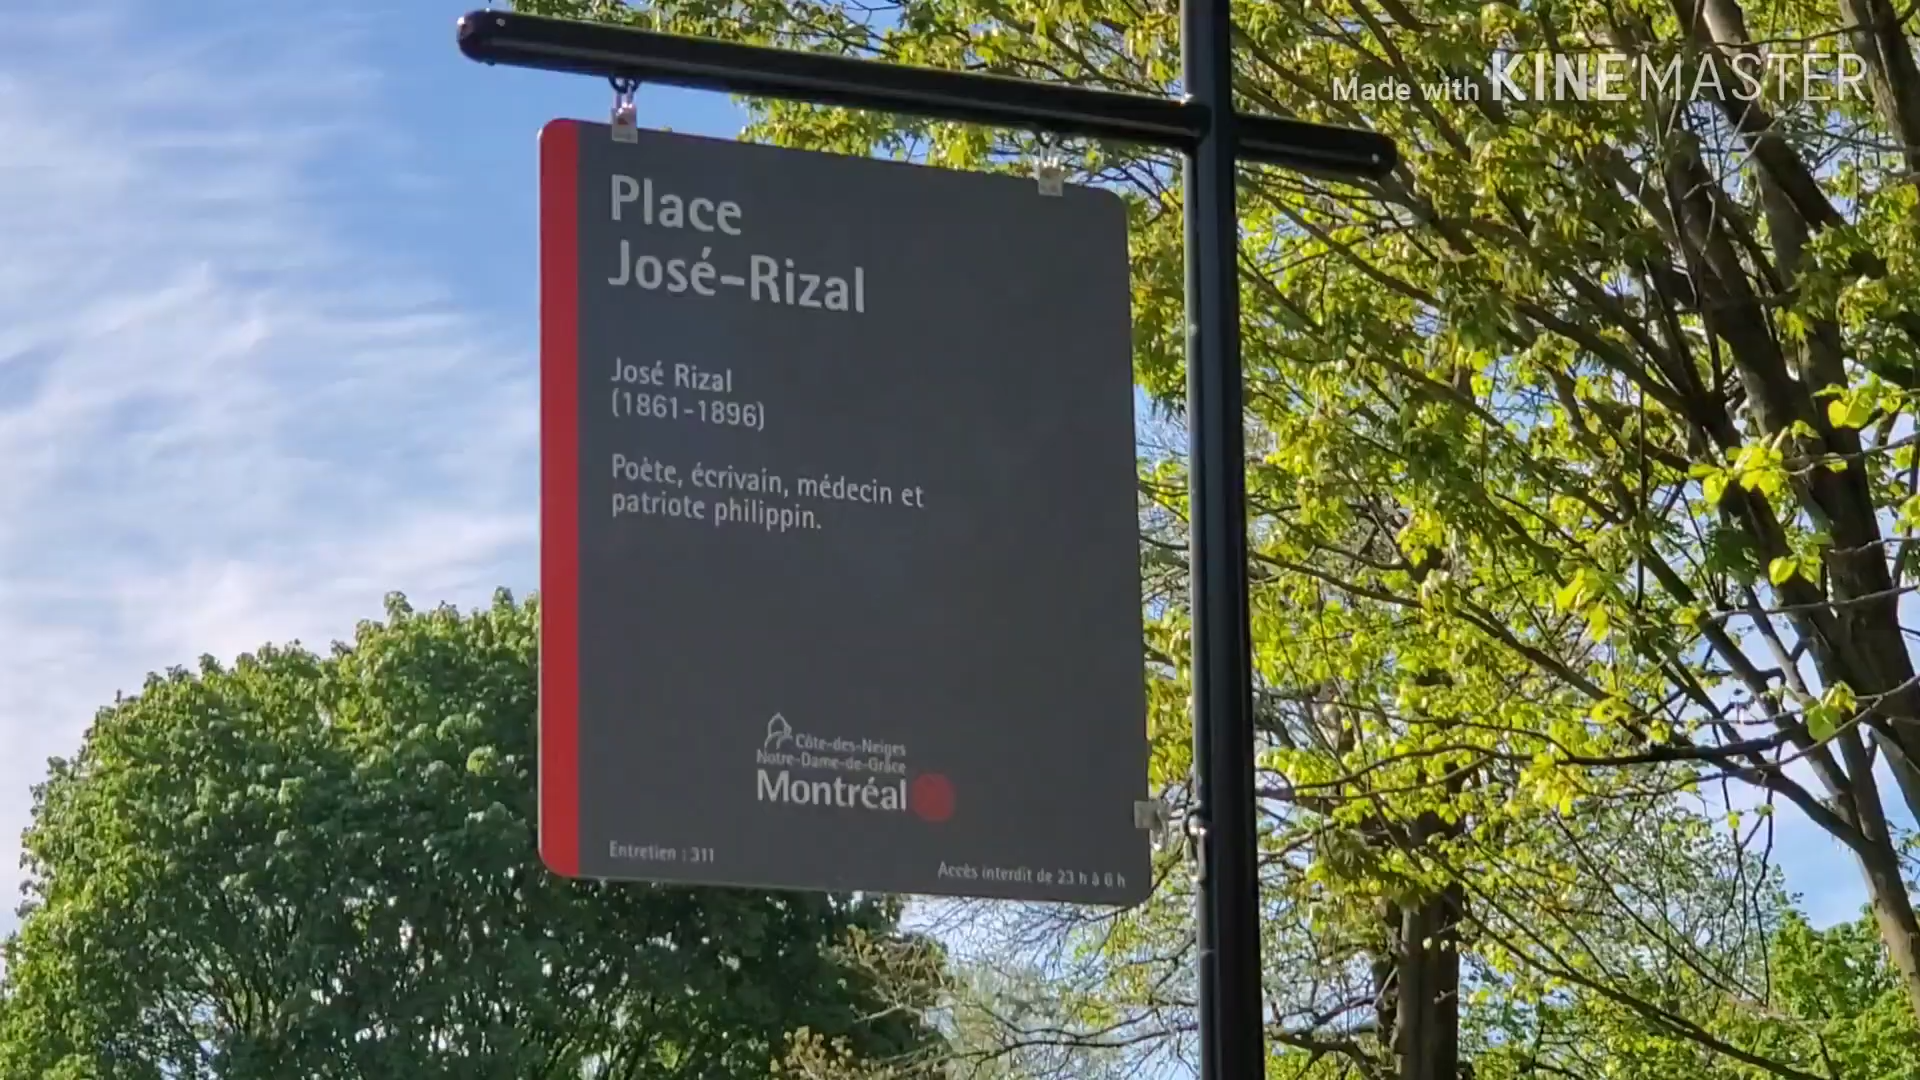 Made with KINEMASTER
Place
José-Rizal
José Rizal
(1861-1896)
Poète, écrivain, médecin et
patriote philippin.
Côte-des-Neiges
Notre-Dame-de-Grâce
Montréal
Entretien : 311
Accès interdit de 23 h à 6 h